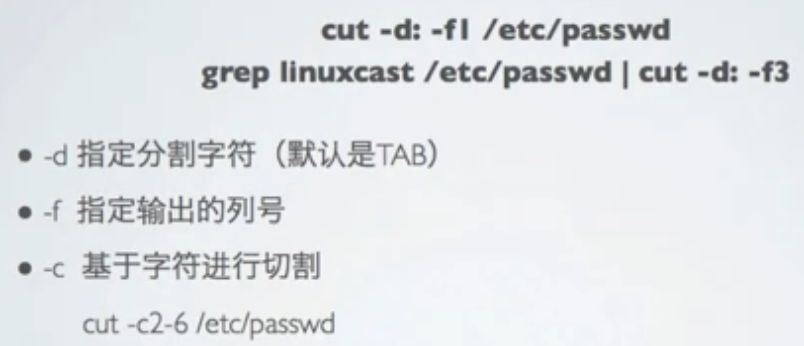 cut -d: -f1 /etc/passwd
grep linuxcast /etc/passwd | cut -d: -f3
● -d 指定分割字符（默认是TAB）
● -f 指定输出的列号
● -c 基于字符进行切割
cut -c2-6 /etc/passwd